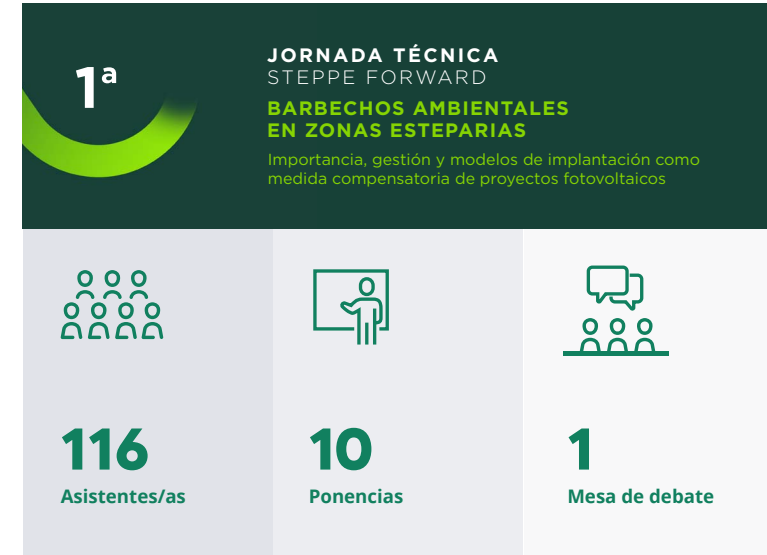 1ª
JORNADA TÉCNICA
STEPPE FORWARD
BARBECHOS AMBIENTALES
EN ZONAS ESTEPARIAS
Importancia, gestión y modelos de implantación como
medida compensatoria de proyectos fotovoltaicos
116
Asistentes/as
10
Ponencias
1
Mesa de debate